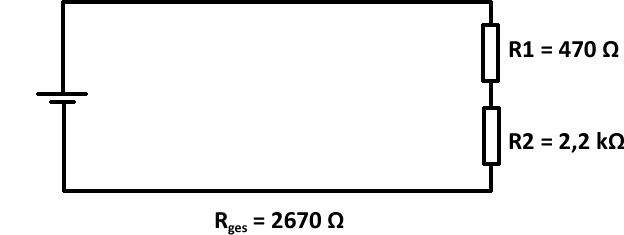 R1 = 470 Ω
R2 = 2,2 kΩ
Rges = 2670 Ω